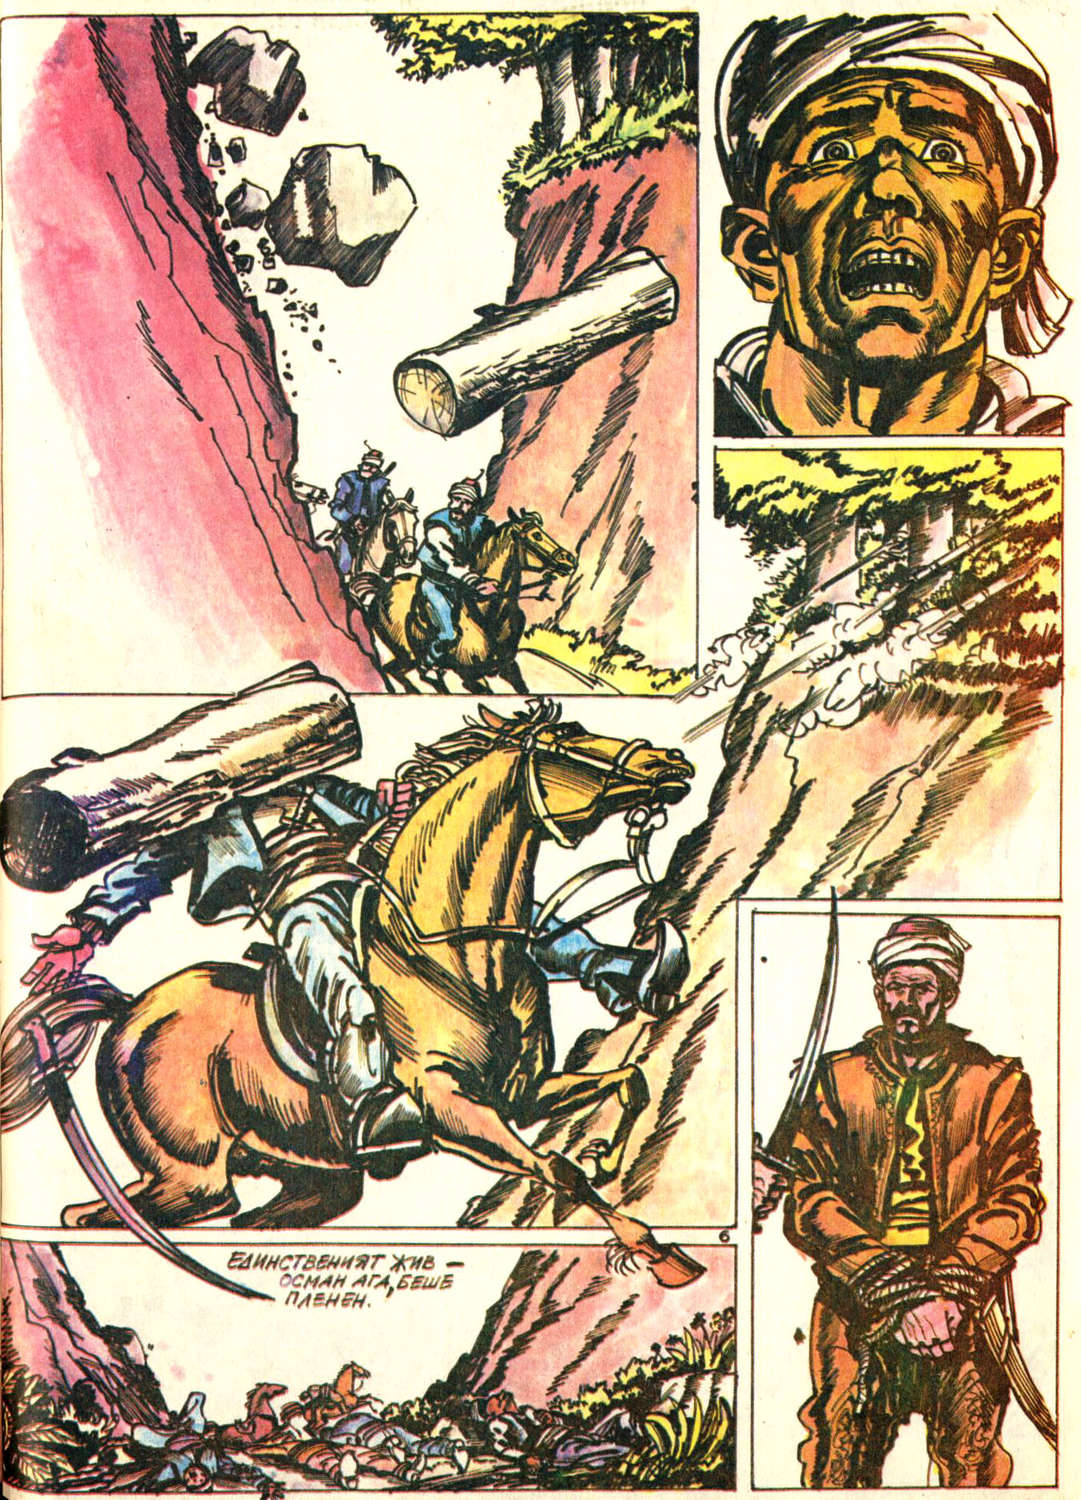 6
ЕДИНСТВЕНИЯТ ЖИВ –
ОСМАН АГА, БЕШЕ
ПЛЕНЕН.